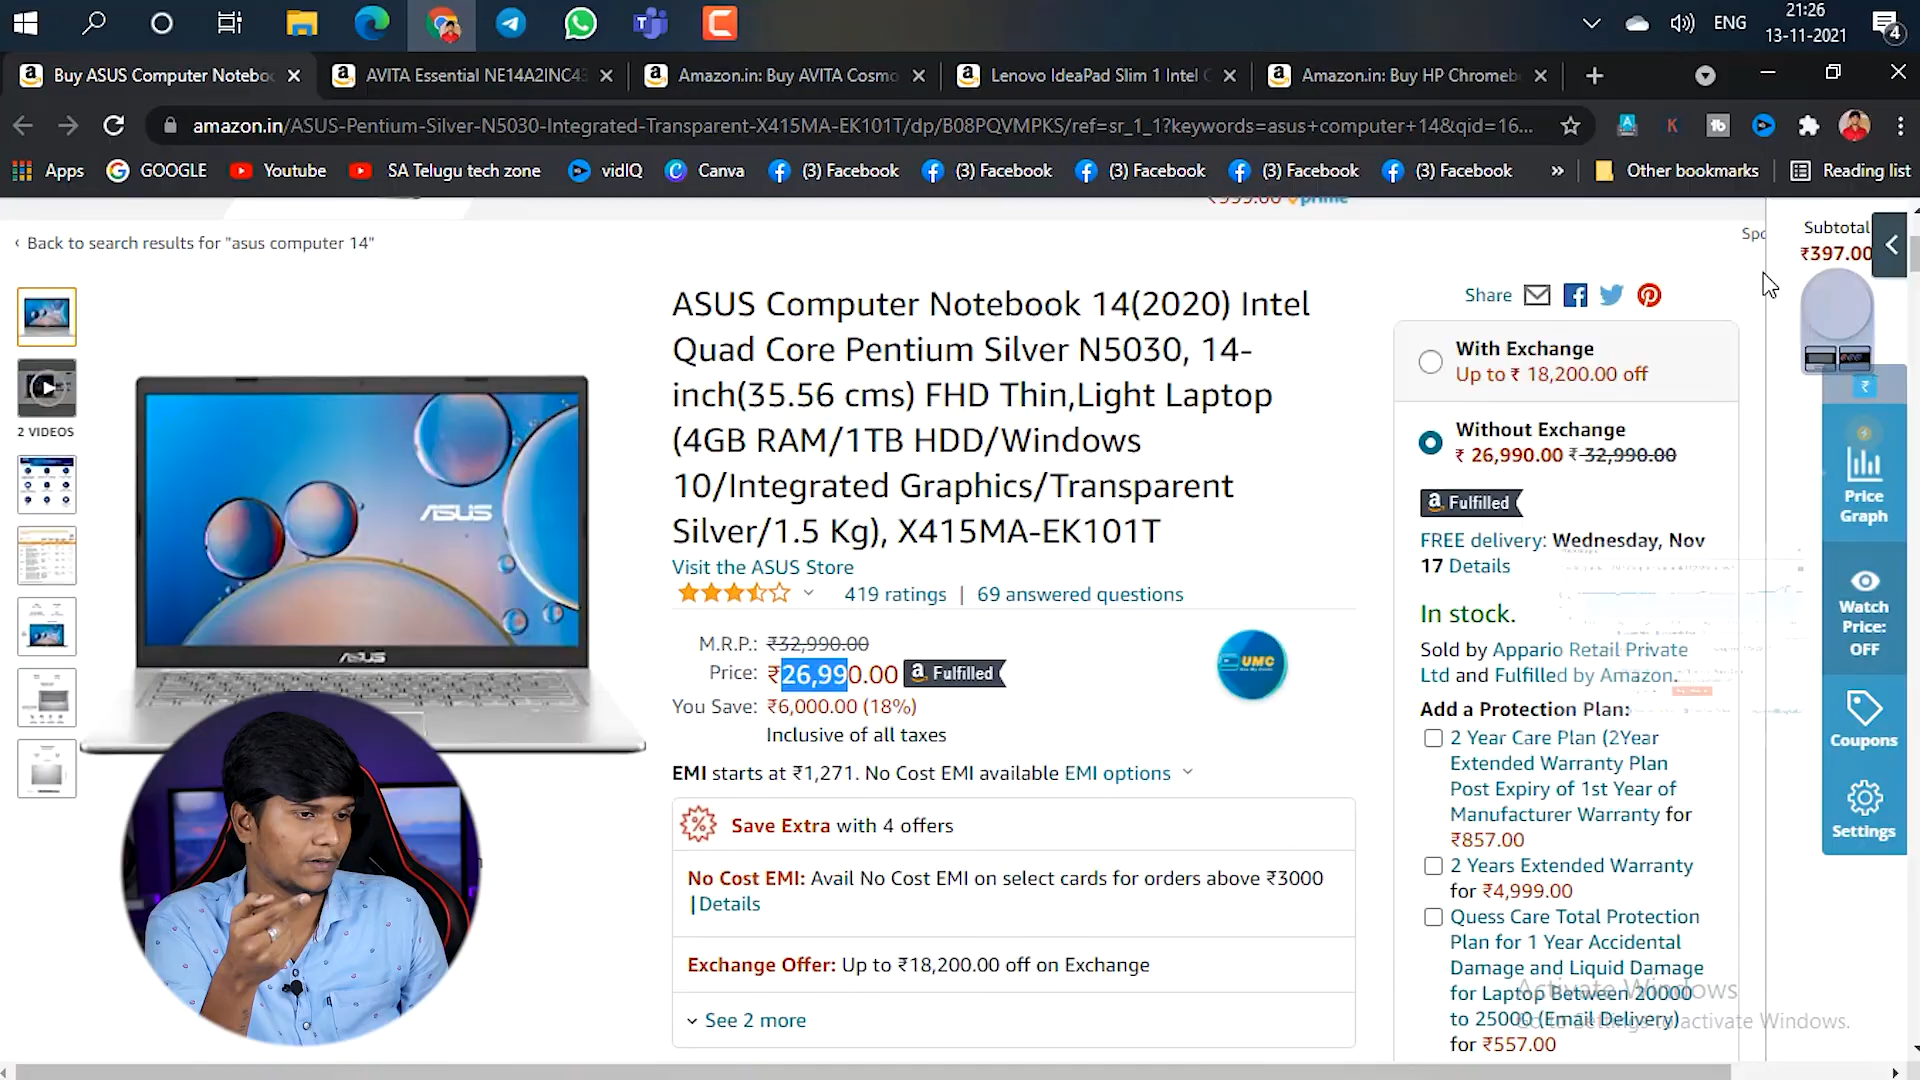 ENG
21:26
13-11-2021
4
Buy ASUS Computer Notebo
AVITA Essential NE14A2INC43
Amazon.in: Buy AVITA Cosmo
Lenovo IdeaPad Slim 1 Intel C
Amazon.in: Buy HP Chromeb
amazon.in/ASUS-Pentium-Silver-N5030-Integrated-Transparent-X415MA-EK101T/dp/B08PQVMPKS/ref=sr_1_1?keywords=asus+computer+14&qid=16...
Apps
GOOGLE
Youtube
SA Telugu tech zone
vidIQ
Canva
(3) Facebook
(3) Facebook
(3) Facebook
(3) Facebook
(3) Facebook
»
Other bookmarks
Reading list
prime
‹ Back to search results for "asus computer 14"
Spo
Subtotal
₹397.00
2 VIDEOS
ASUS
ASUS
ASUS Computer Notebook 14(2020) Intel
Quad Core Pentium Silver N5030, 14-
inch(35.56 cms) FHD Thin,Light Laptop
(4GB RAM/1TB HDD/Windows
10/Integrated Graphics/Transparent
Silver/1.5 Kg), X415MA-EK101T
Visit the ASUS Store
419 ratings | 69 answered questions
M.R.P.: ₹32,990.00
Price: ₹26,990.00 a Fulfilled
You Save: ₹6,000.00 (18%)
Inclusive of all taxes
UMC
EMI starts at ₹1,271. No Cost EMI available EMI options
Save Extra with 4 offers
No Cost EMI: Avail No Cost EMI on select cards for orders above ₹3000
|Details
Exchange Offer: Up to ₹18,200.00 off on Exchange
See 2 more
Share
With Exchange
Up to ₹ 18,200.00 off
Without Exchange
₹ 26,990.00 ₹ 32,990.00
a Fulfilled
FREE delivery: Wednesday, Nov
17 Details
In stock.
Sold by Appario Retail Private
Ltd and Fulfilled by Amazon.
Add a Protection Plan:
2 Year Care Plan (2Year
Extended Warranty Plan
Post Expiry of 1st Year of
Manufacturer Warranty for
₹857.00
2 Years Extended Warranty
for ₹4,999.00
Quess Care Total Protection
Plan for 1 Year Accidental
Damage and Liquid Damage
for Laptop Between 20000
to 25000 (Email Delivery)
for ₹557.00
₹
Price
Graph
Watch
Price:
OFF
Coupons
Settings
Activate Windows
Go to Settings to activate Windows.